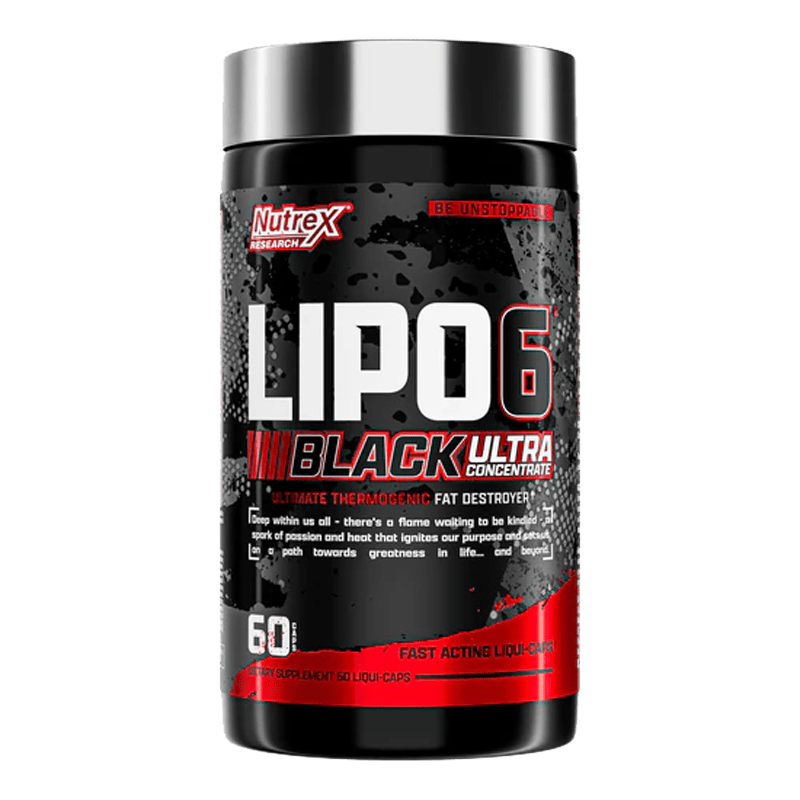 Nutrex®
RESEARCH
BE UNSTOPPABLE
LIPO6
BLACK ULTRA
CONCENTRATE
ULTIMATE THERMOGENIC FAT DESTROYER†
Deep within us all - there's a flame waiting to be kindled - a
spark of passion and heat that ignites our purpose and sets us
on a path towards greatness in life... and beyond.
60 CAPS
FAST ACTING LIQUI-CAPS
DIETARY SUPPLEMENT 60 LIQUI-CAPS